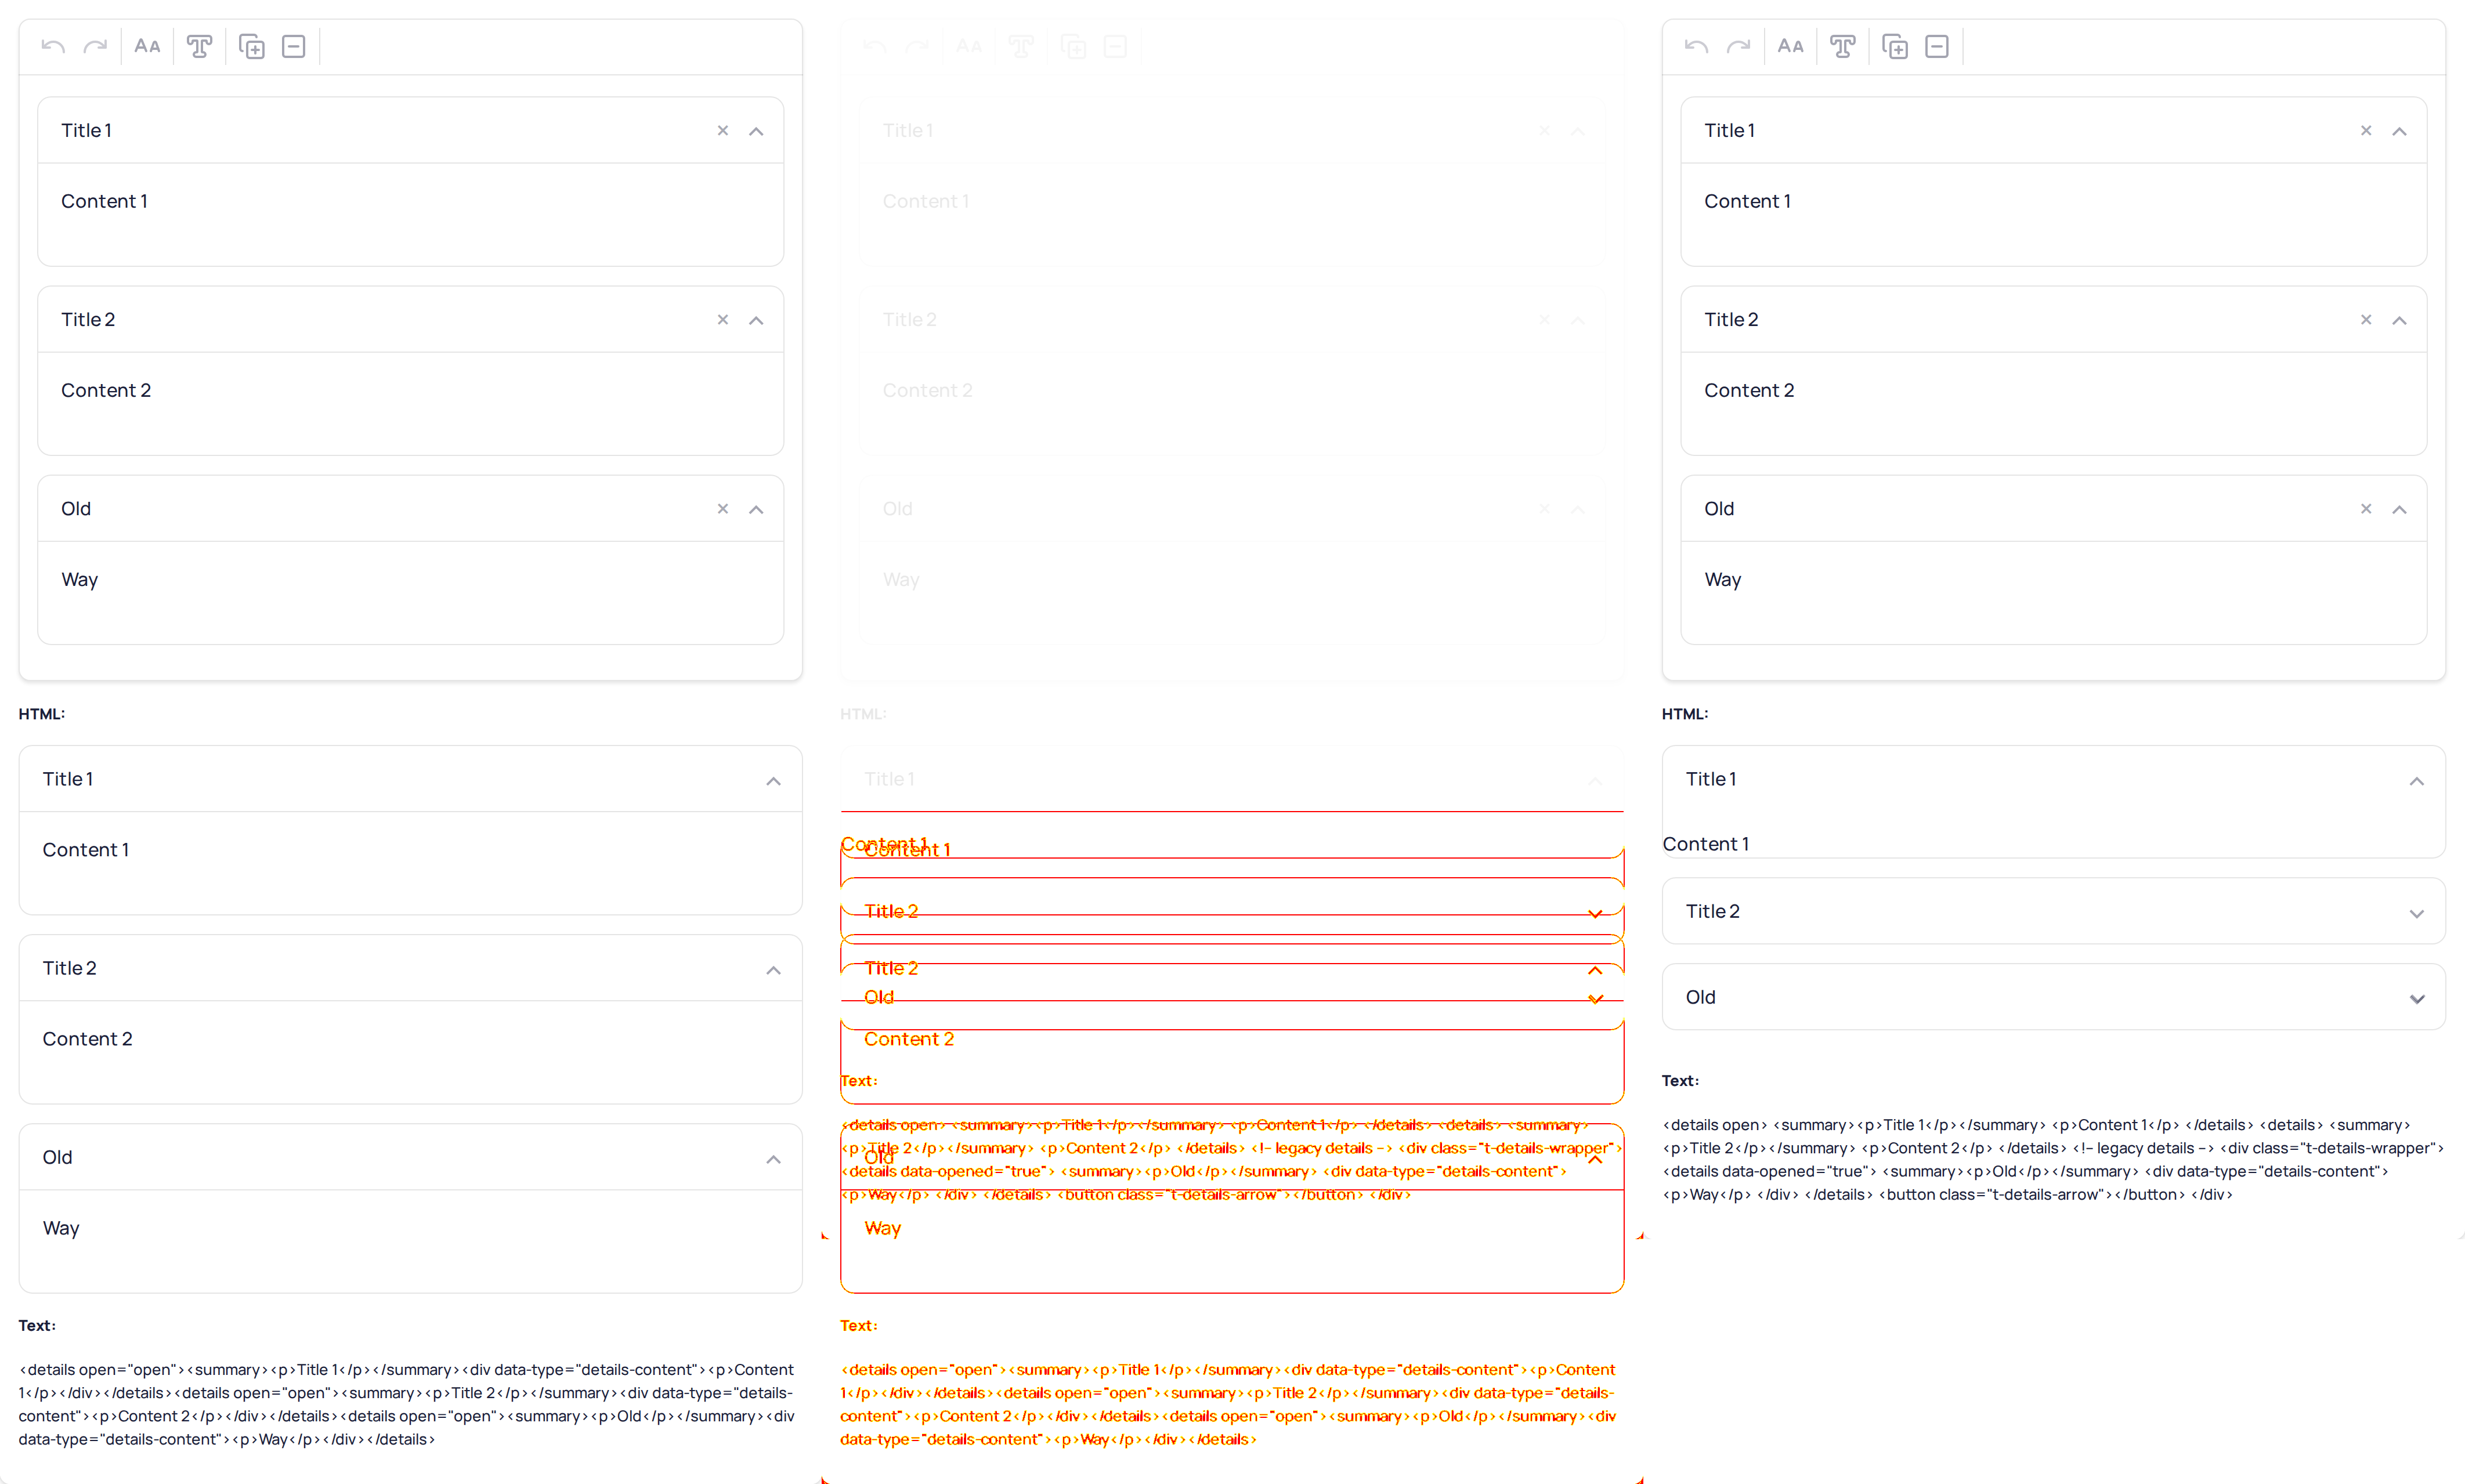 AA
Title 1
Content 1
Title 2
Content 2
Old
Way
HTML:
Title 1
Content 1
Title 2
Content 2
Old
Way
Text:
<details open="open"><summary><p>Title 1</p></summary><div data-type="details-content"><p>Content
1</p></div></details><details open="open"><summary><p>Title 2</p></summary><div data-type="details-
content"><p>Content 2</p></div></details><details open="open"><summary><p>Old</p></summary><div
data-type="details-content"><p>Way</p></div></details>
AA
Title 1
Content 1
Title 2
Content 2
Old
Way
HTML:
Title 1
Content 1
Content 1
Title 2
Title 2
Old
Content 2
Text:
<details open> <summary><p>Title 1</p></summary> <p>Content 1</p> </details> <details> <summary>
<p>Title 2</p></summary> <p>Content 2</p> </details> <!-- legacy details --> <div class="t-details-wrapper">
Old
<details data-opened="true"> <summary><p>Old</p></summary> <div data-type="details-content">
<p>Way</p> </div> </details> <button class="t-details-arrow"></button> </div>
Way
Text:
<details open="open"><summary><p>Title 1</p></summary><div data-type="details-content"><p>Content
1</p></div></details><details open="open"><summary><p>Title 2</p></summary><div data-type="details-
content"><p>Content 2</p></div></details><details open="open"><summary><p>Old</p></summary><div
data-type="details-content"><p>Way</p></div></details>
AA
Title 1
Content 1
Title 2
Content 2
Old
Way
HTML:
Title 1
Content 1
Title 2
Old
Text:
<details open> <summary><p>Title 1</p></summary> <p>Content 1</p> </details> <details> <summary>
<p>Title 2</p></summary> <p>Content 2</p> </details> <!-- legacy details --> <div class="t-details-wrapper">
<details data-opened="true"> <summary><p>Old</p></summary> <div data-type="details-content">
<p>Way</p> </div> </details> <button class="t-details-arrow"></button> </div>